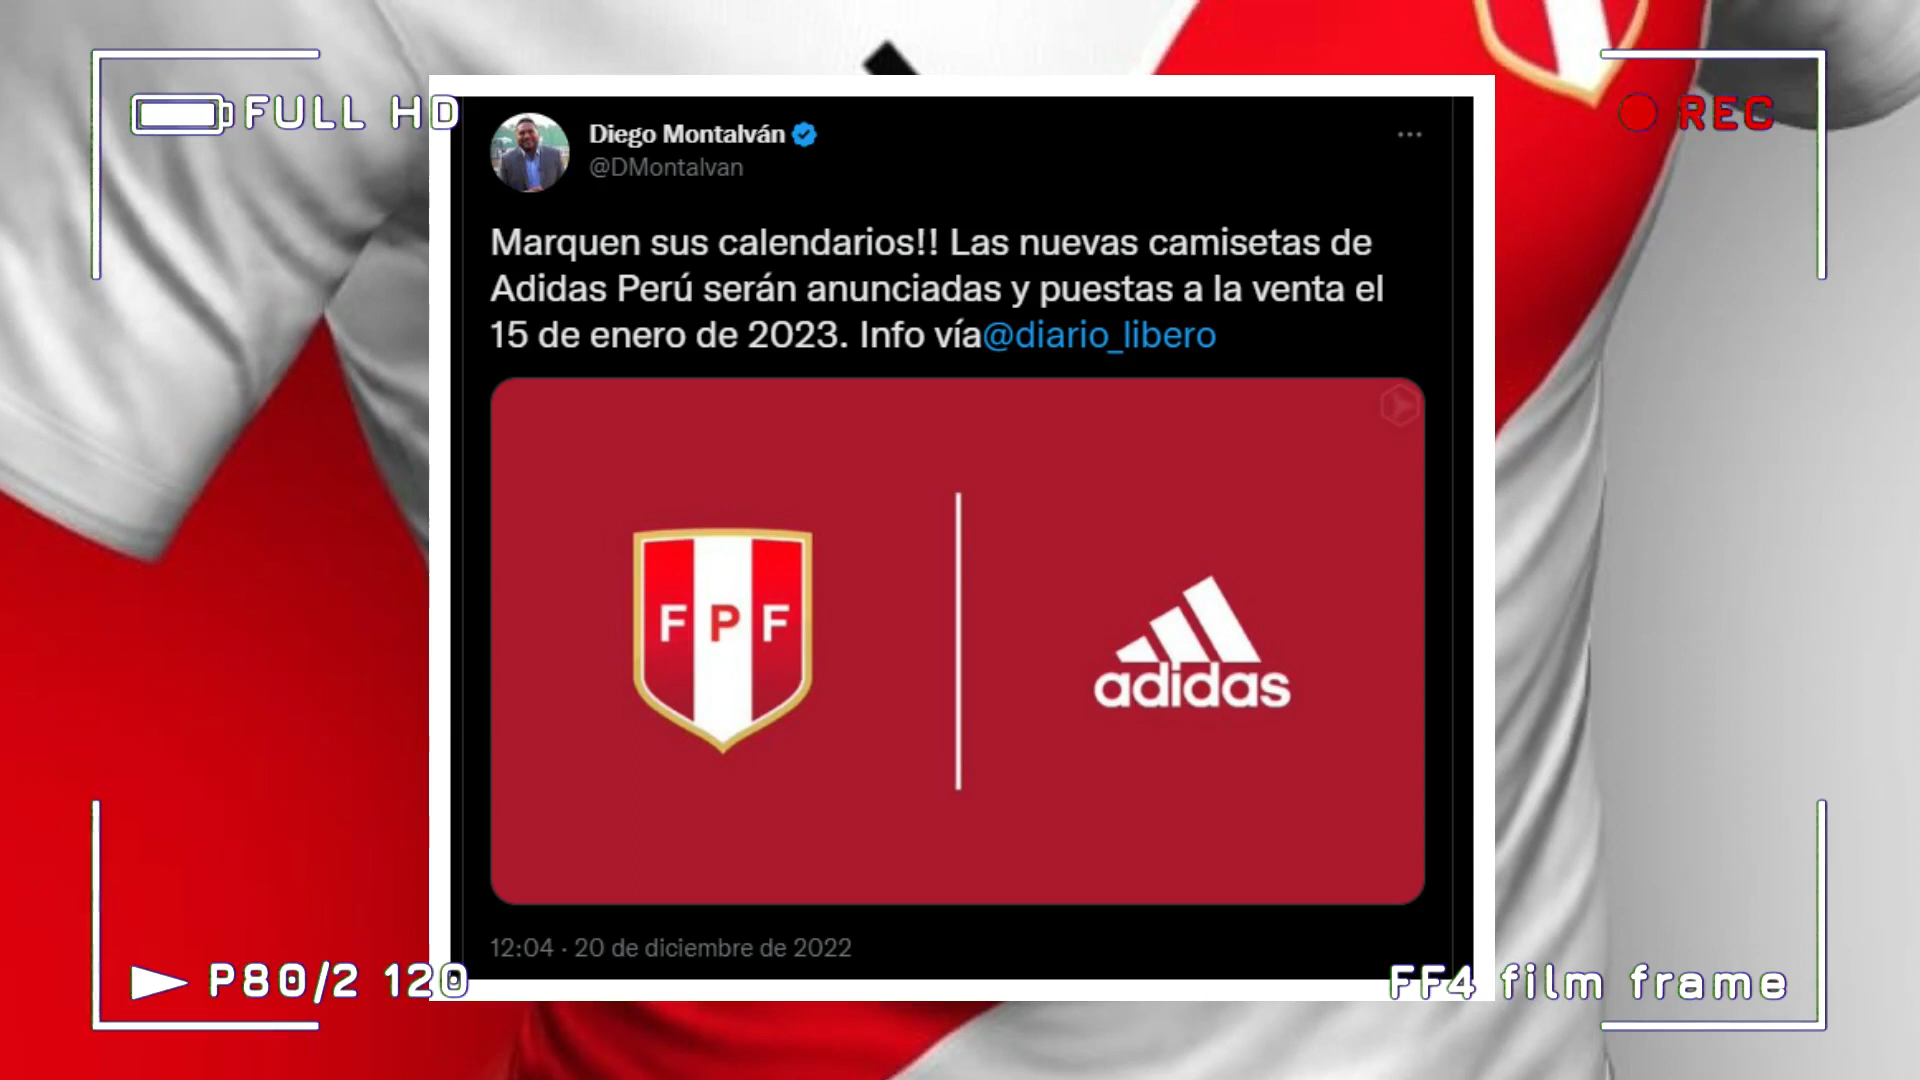 FULL HD
REC
Diego Montalván
@DMontalvan
Marquen sus calendarios!! Las nuevas camisetas de
Adidas Perú serán anunciadas y puestas a la venta el
15 de enero de 2023. Info vía@diario_libero
F P F
adidas
12:04 · 20 de diciembre de 2022
P80/2 120
FF4 film frame